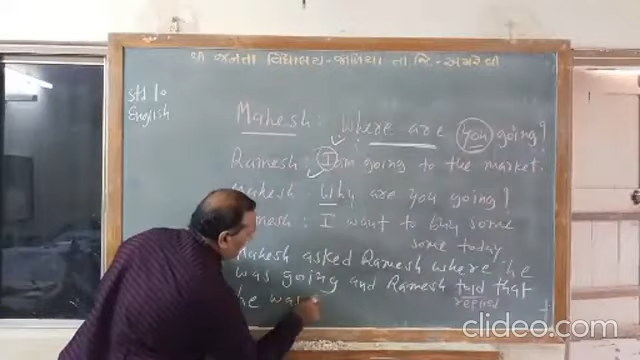 શ્રી જનતા વિદ્યાલય-જાળિયા તા જિ-અમરેલી
Std 10
English
Mahesh: Where are You going?
Ramesh: I am going to the market.
Mahesh: Why are you going?
Ramesh: I want to buy some
some today.
Mahesh asked Ramesh where he
was going and Ramesh told that
replied
he was
clideo.com